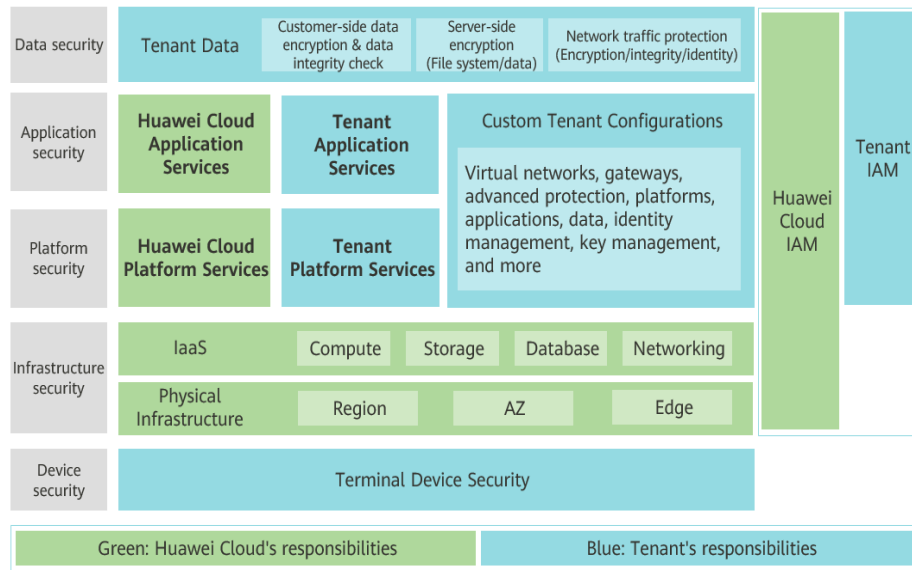 Data security
Tenant Data
Customer-side data
encryption & data
integrity check
Server-side
encryption
(File system/data)
Network traffic protection
(Encryption/integrity/identity)
Application
security
Huawei Cloud
Application
Services
Tenant
Application
Services
Custom Tenant Configurations
Virtual networks, gateways,
advanced protection, platforms,
applications, data, identity
management, key management,
and more
Platform
security
Huawei Cloud
Platform Services
Tenant
Platform Services
Huawei
Cloud
IAM
Tenant
IAM
Infrastructure
security
IaaS
Compute
Storage
Database
Networking
Physical
Infrastructure
Region
AZ
Edge
Device
security
Terminal Device Security
Green: Huawei Cloud's responsibilities
Blue: Tenant's responsibilities